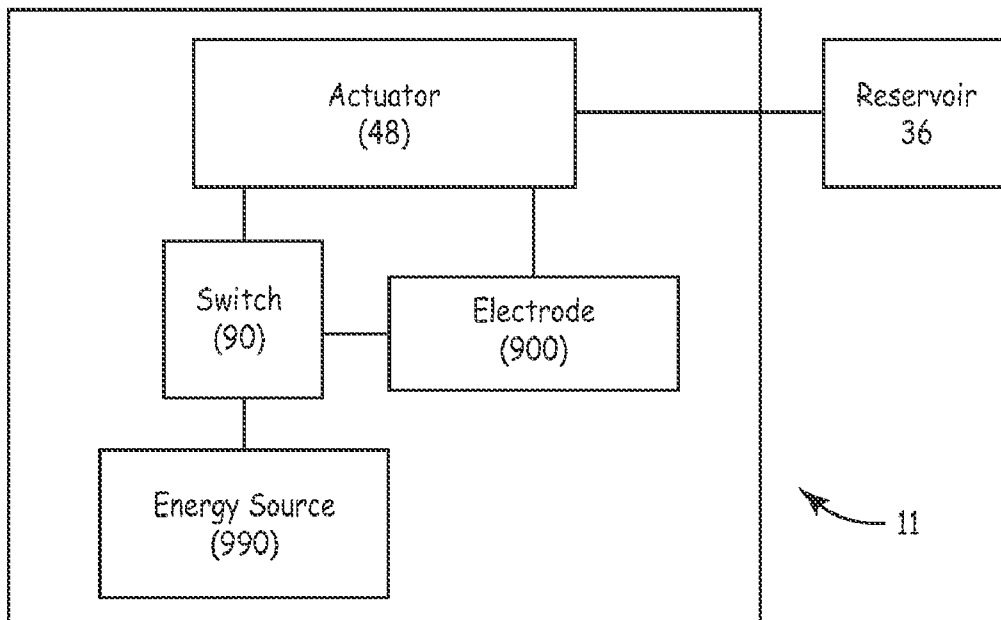 Actuator
(48)
Reservoir
36
Switch
(90)
Electrode
(900)
Energy Source
(990)
11